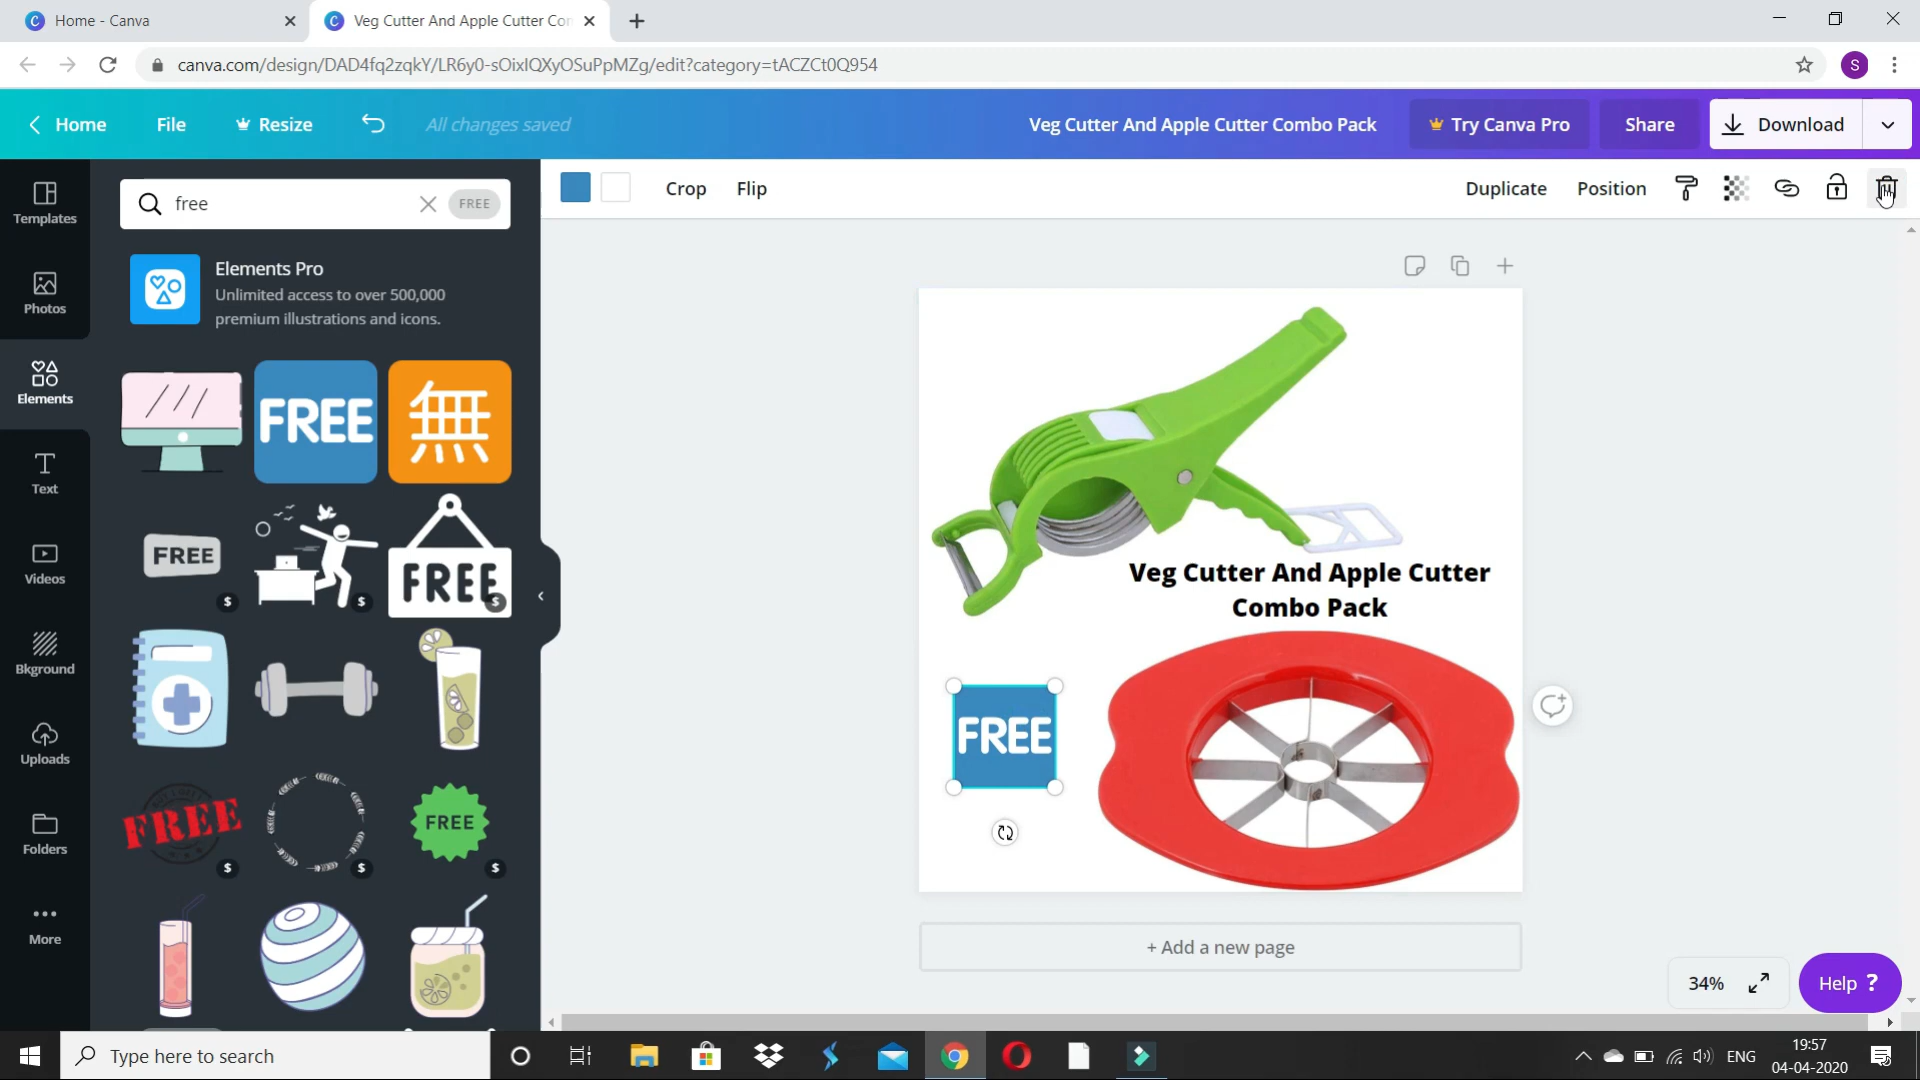 Home - Canva
Veg Cutter And Apple Cutter Con
canva.com/design/DAD4fq2zqkY/LR6y0-sOixIQXyOSuPpMZg/edit?category=tACZCt0Q954
S
Home
File
Resize
All changes saved
Veg Cutter And Apple Cutter Combo Pack
Try Canva Pro
Share
Download
Templates
Photos
Elements
Text
Videos
Bkground
Uploads
Folders
More
free
FREE
Elements Pro
Unlimited access to over 500,000
premium illustrations and icons.
FREE
無
FREE
$
$
FREE
$
FREE
$
$
FREE
$
Crop
Flip
Duplicate
Position
Veg Cutter And Apple Cutter
Combo Pack
FREE
+ Add a new page
34%
Help ?
Type here to search
ENG
19:57
04-04-2020